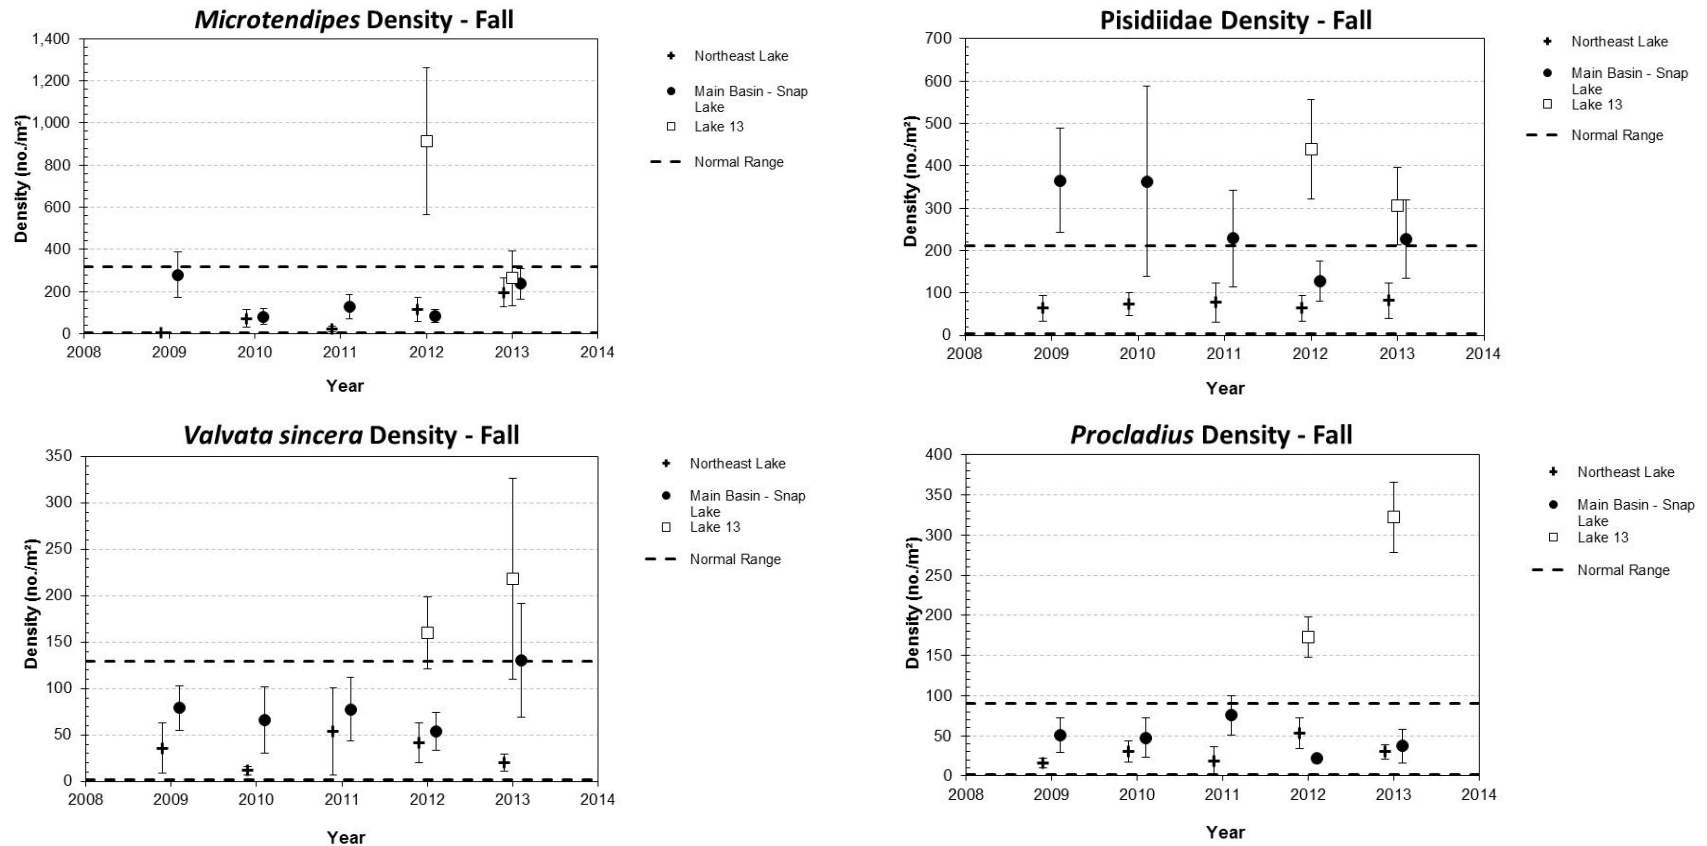 Microtendipes Density - Fall
1,400
1,200
1,000
800
600
400
200
0
Density (no./m²)
2008 2009 2010 2011 2012 2013 2014
Year
Northeast Lake
Main Basin - Snap
Lake
Lake 13
Normal Range
Pisidiidae Density - Fall
700
600
500
400
300
200
100
0
Density (no./m²)
2008 2009 2010 2011 2012 2013 2014
Year
Northeast Lake
Main Basin - Snap
Lake
Lake 13
Normal Range
Valvata sincera Density - Fall
350
300
250
200
150
100
50
0
Density (no./m²)
2008 2009 2010 2011 2012 2013 2014
Year
Northeast Lake
Main Basin - Snap
Lake
Lake 13
Normal Range
Procladius Density - Fall
400
350
300
250
200
150
100
50
0
Density (no./m²)
2008 2009 2010 2011 2012 2013 2014
Year
Northeast Lake
Main Basin - Snap
Lake
Lake 13
Normal Range